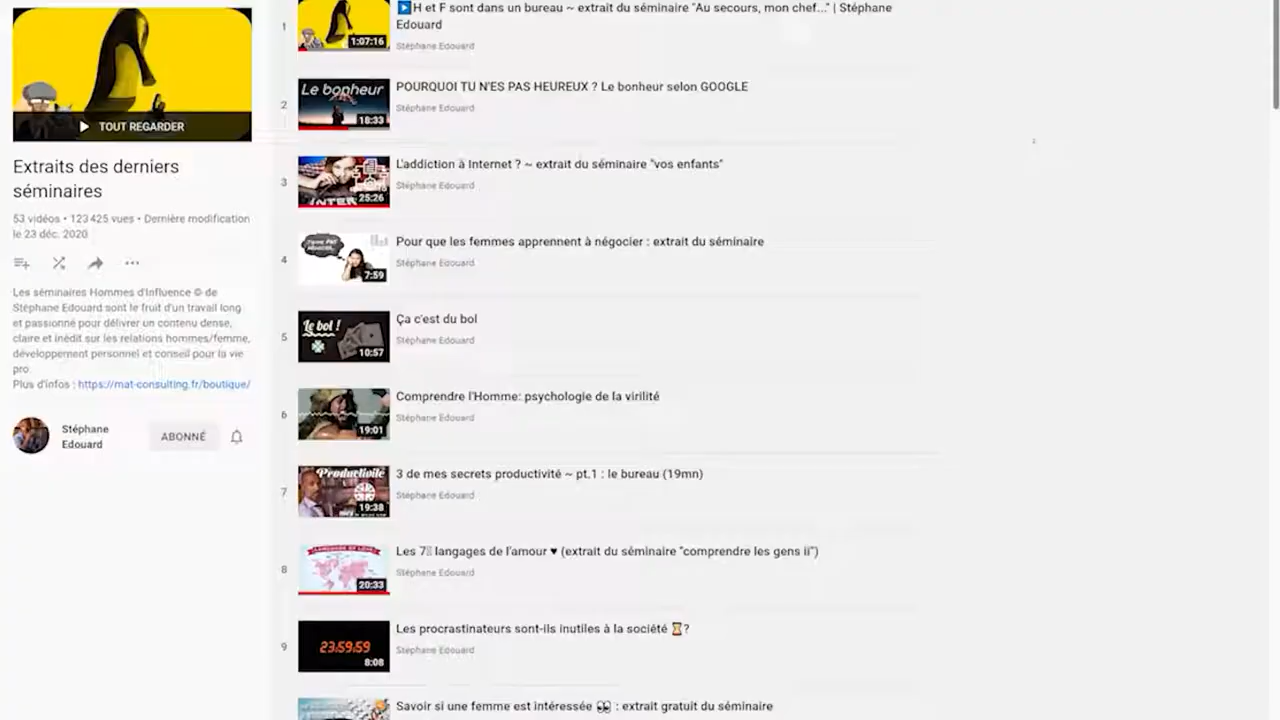 TOUT REGARDER
Extraits des derniers
séminaires
53 vidéos • 123 425 vues • Dernière modification
le 23 déc. 2020
Les séminaires Hommes d'Influence © de
Stéphane Edouard sont le fruit d'un travail long
et passionné pour délivrer un contenu dense,
claire et inédit sur les relations hommes/femme,
développement personnel et conseil pour la vie
pro.
Plus d'infos : https://mat-consulting.fr/boutique/
Stéphane
Edouard
ABONNÉ
1
1:07:16
▶️H et F sont dans un bureau ~ extrait du séminaire "Au secours, mon chef..." | Stéphane
Edouard
Stéphane Edouard
2
Le bonheur
18:33
POURQUOI TU N'ES PAS HEUREUX ? Le bonheur selon GOOGLE
Stéphane Edouard
3
INTER
25:26
L'addiction à Internet ? ~ extrait du séminaire "vos enfants"
Stéphane Edouard
4
7:59
Pour que les femmes apprennent à négocier : extrait du séminaire
Stéphane Edouard
5
Le bol !
10:57
Ça c'est du bol
Stéphane Edouard
6
19:01
Comprendre l'Homme: psychologie de la virilité
Stéphane Edouard
7
Productivité
19:38
3 de mes secrets productivité ~ pt.1 : le bureau (19mn)
Stéphane Edouard
8
LANGUAGE OF LOVE
20:33
Les 7 langages de l'amour ♥ (extrait du séminaire "comprendre les gens ii")
Stéphane Edouard
9
23:59:59
8:08
Les procrastinateurs sont-ils inutiles à la société ⌛?
Stéphane Edouard
Savoir si une femme est intéressée 👀 : extrait gratuit du séminaire